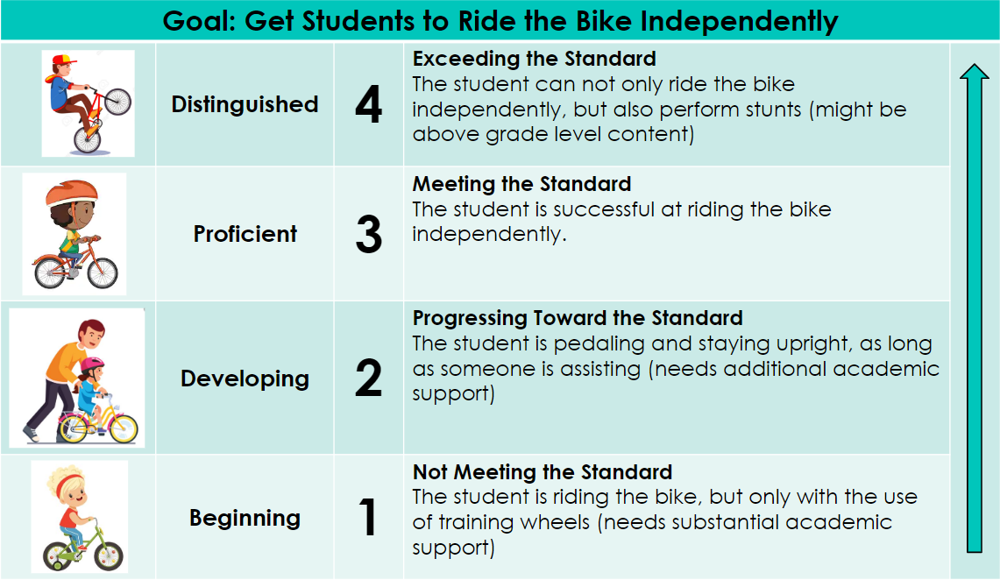 Goal: Get Students to Ride the Bike Independently
Distinguished
4
Exceeding the Standard
The student can not only ride the bike
independently, but also perform stunts (might be
above grade level content)
Proficient
3
Meeting the Standard
The student is successful at riding the bike
independently.
Developing
2
Progressing Toward the Standard
The student is pedaling and staying upright, as long
as someone is assisting (needs additional academic
support)
Beginning
1
Not Meeting the Standard
The student is riding the bike, but only with the use
of training wheels (needs substantial academic
support)